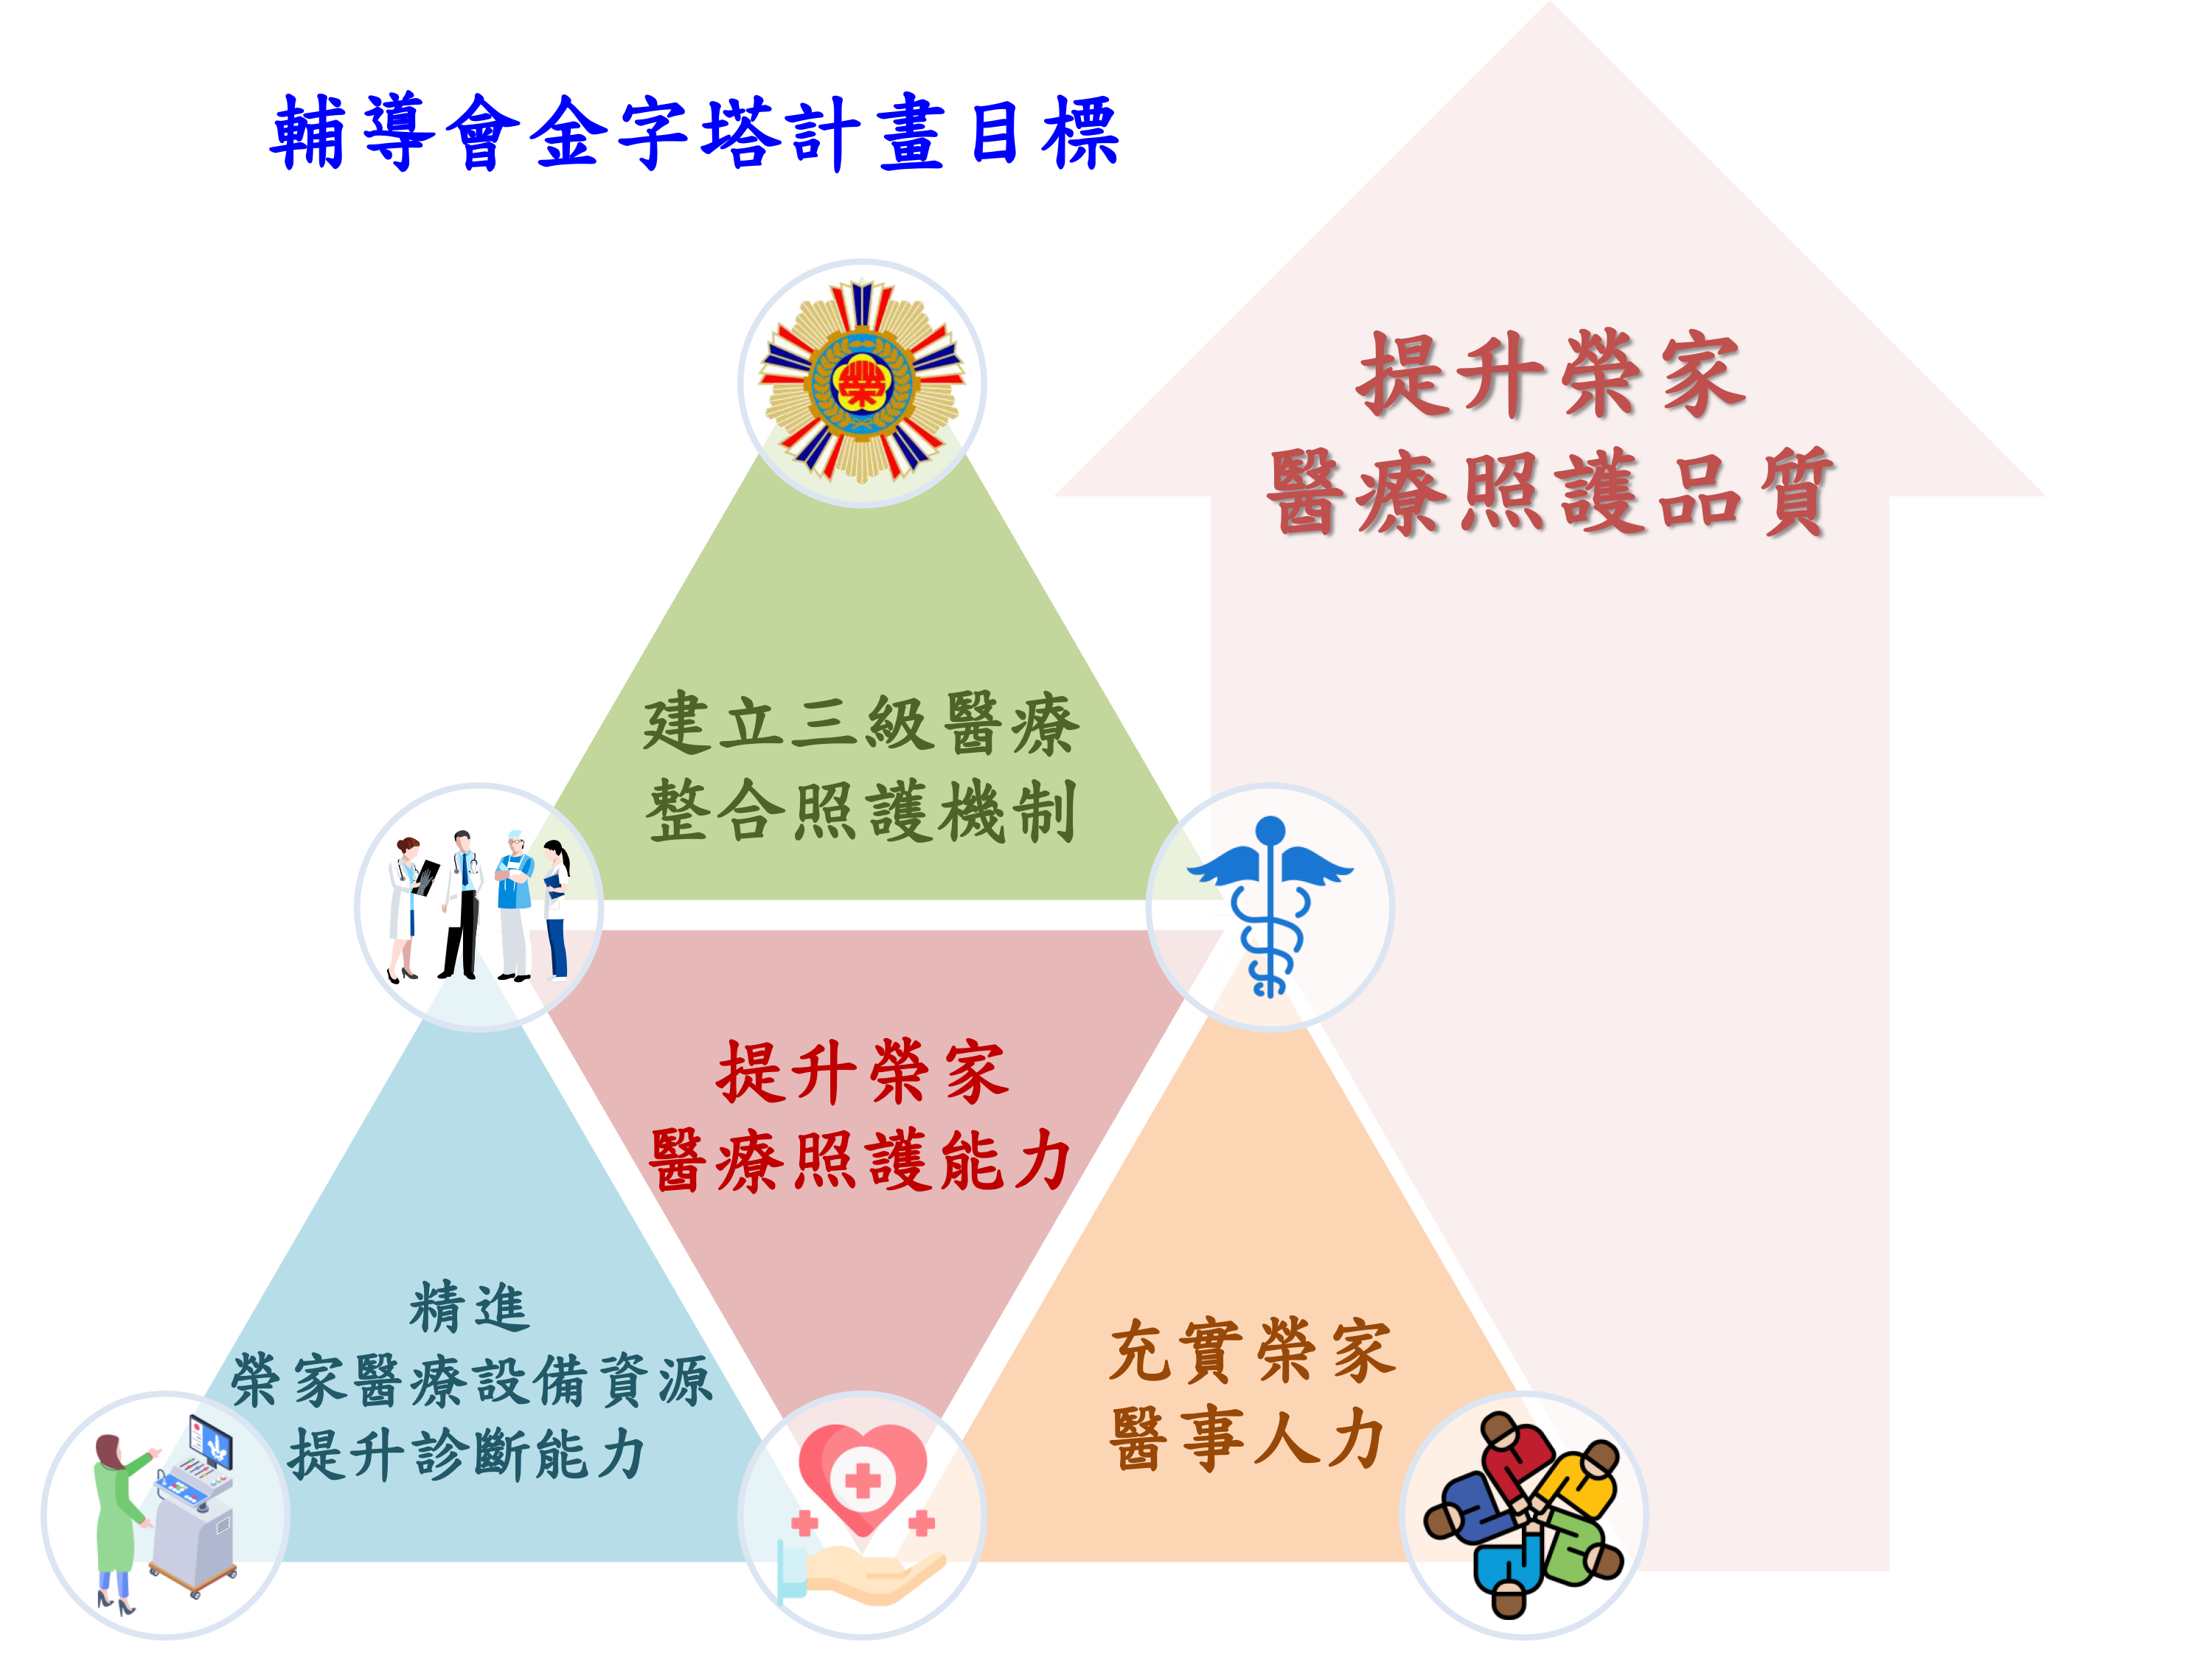 輔導會金字塔計畫目標
提升榮家
醫療照護品質
榮
建立三級醫療
整合照護機制
提升榮家
醫療照護能力
精進
榮家醫療設備資源
提升診斷能力
充實榮家
醫事人力